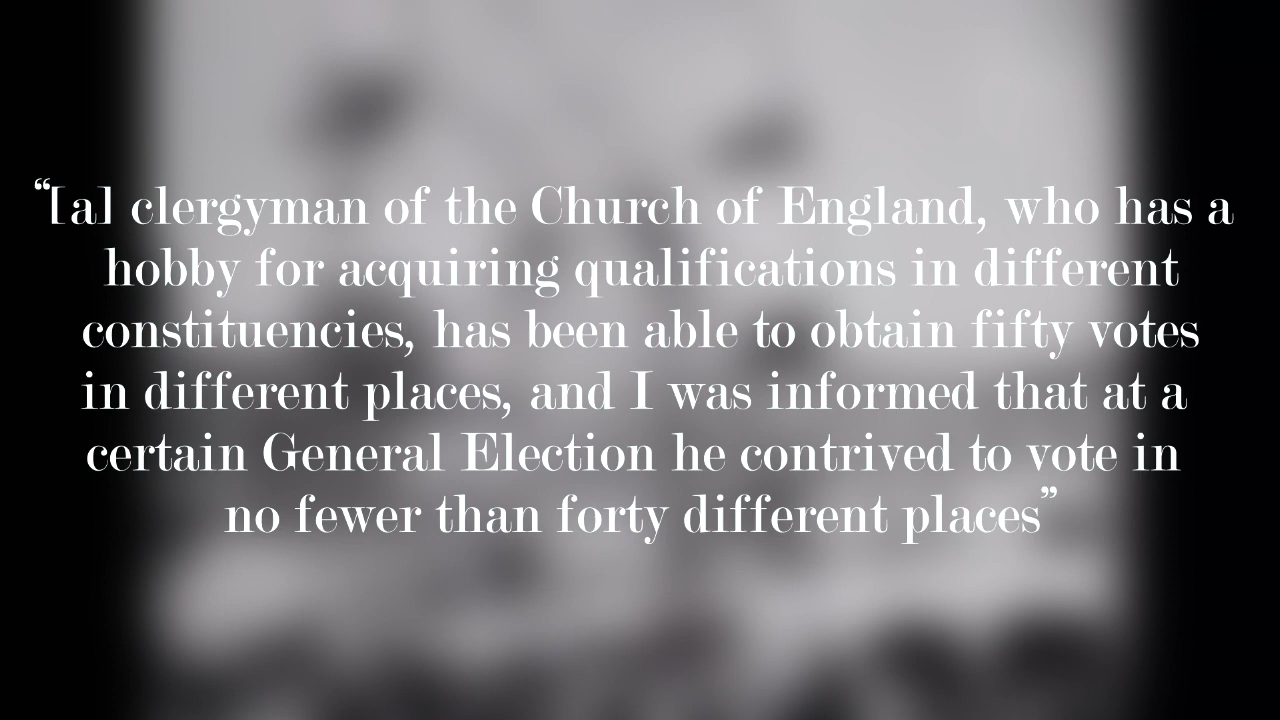 “[a] clergyman of the Church of England, who has a
hobby for acquiring qualifications in different
constituencies, has been able to obtain fifty votes
in different places, and I was informed that at a
certain General Election he contrived to vote in
no fewer than forty different places”